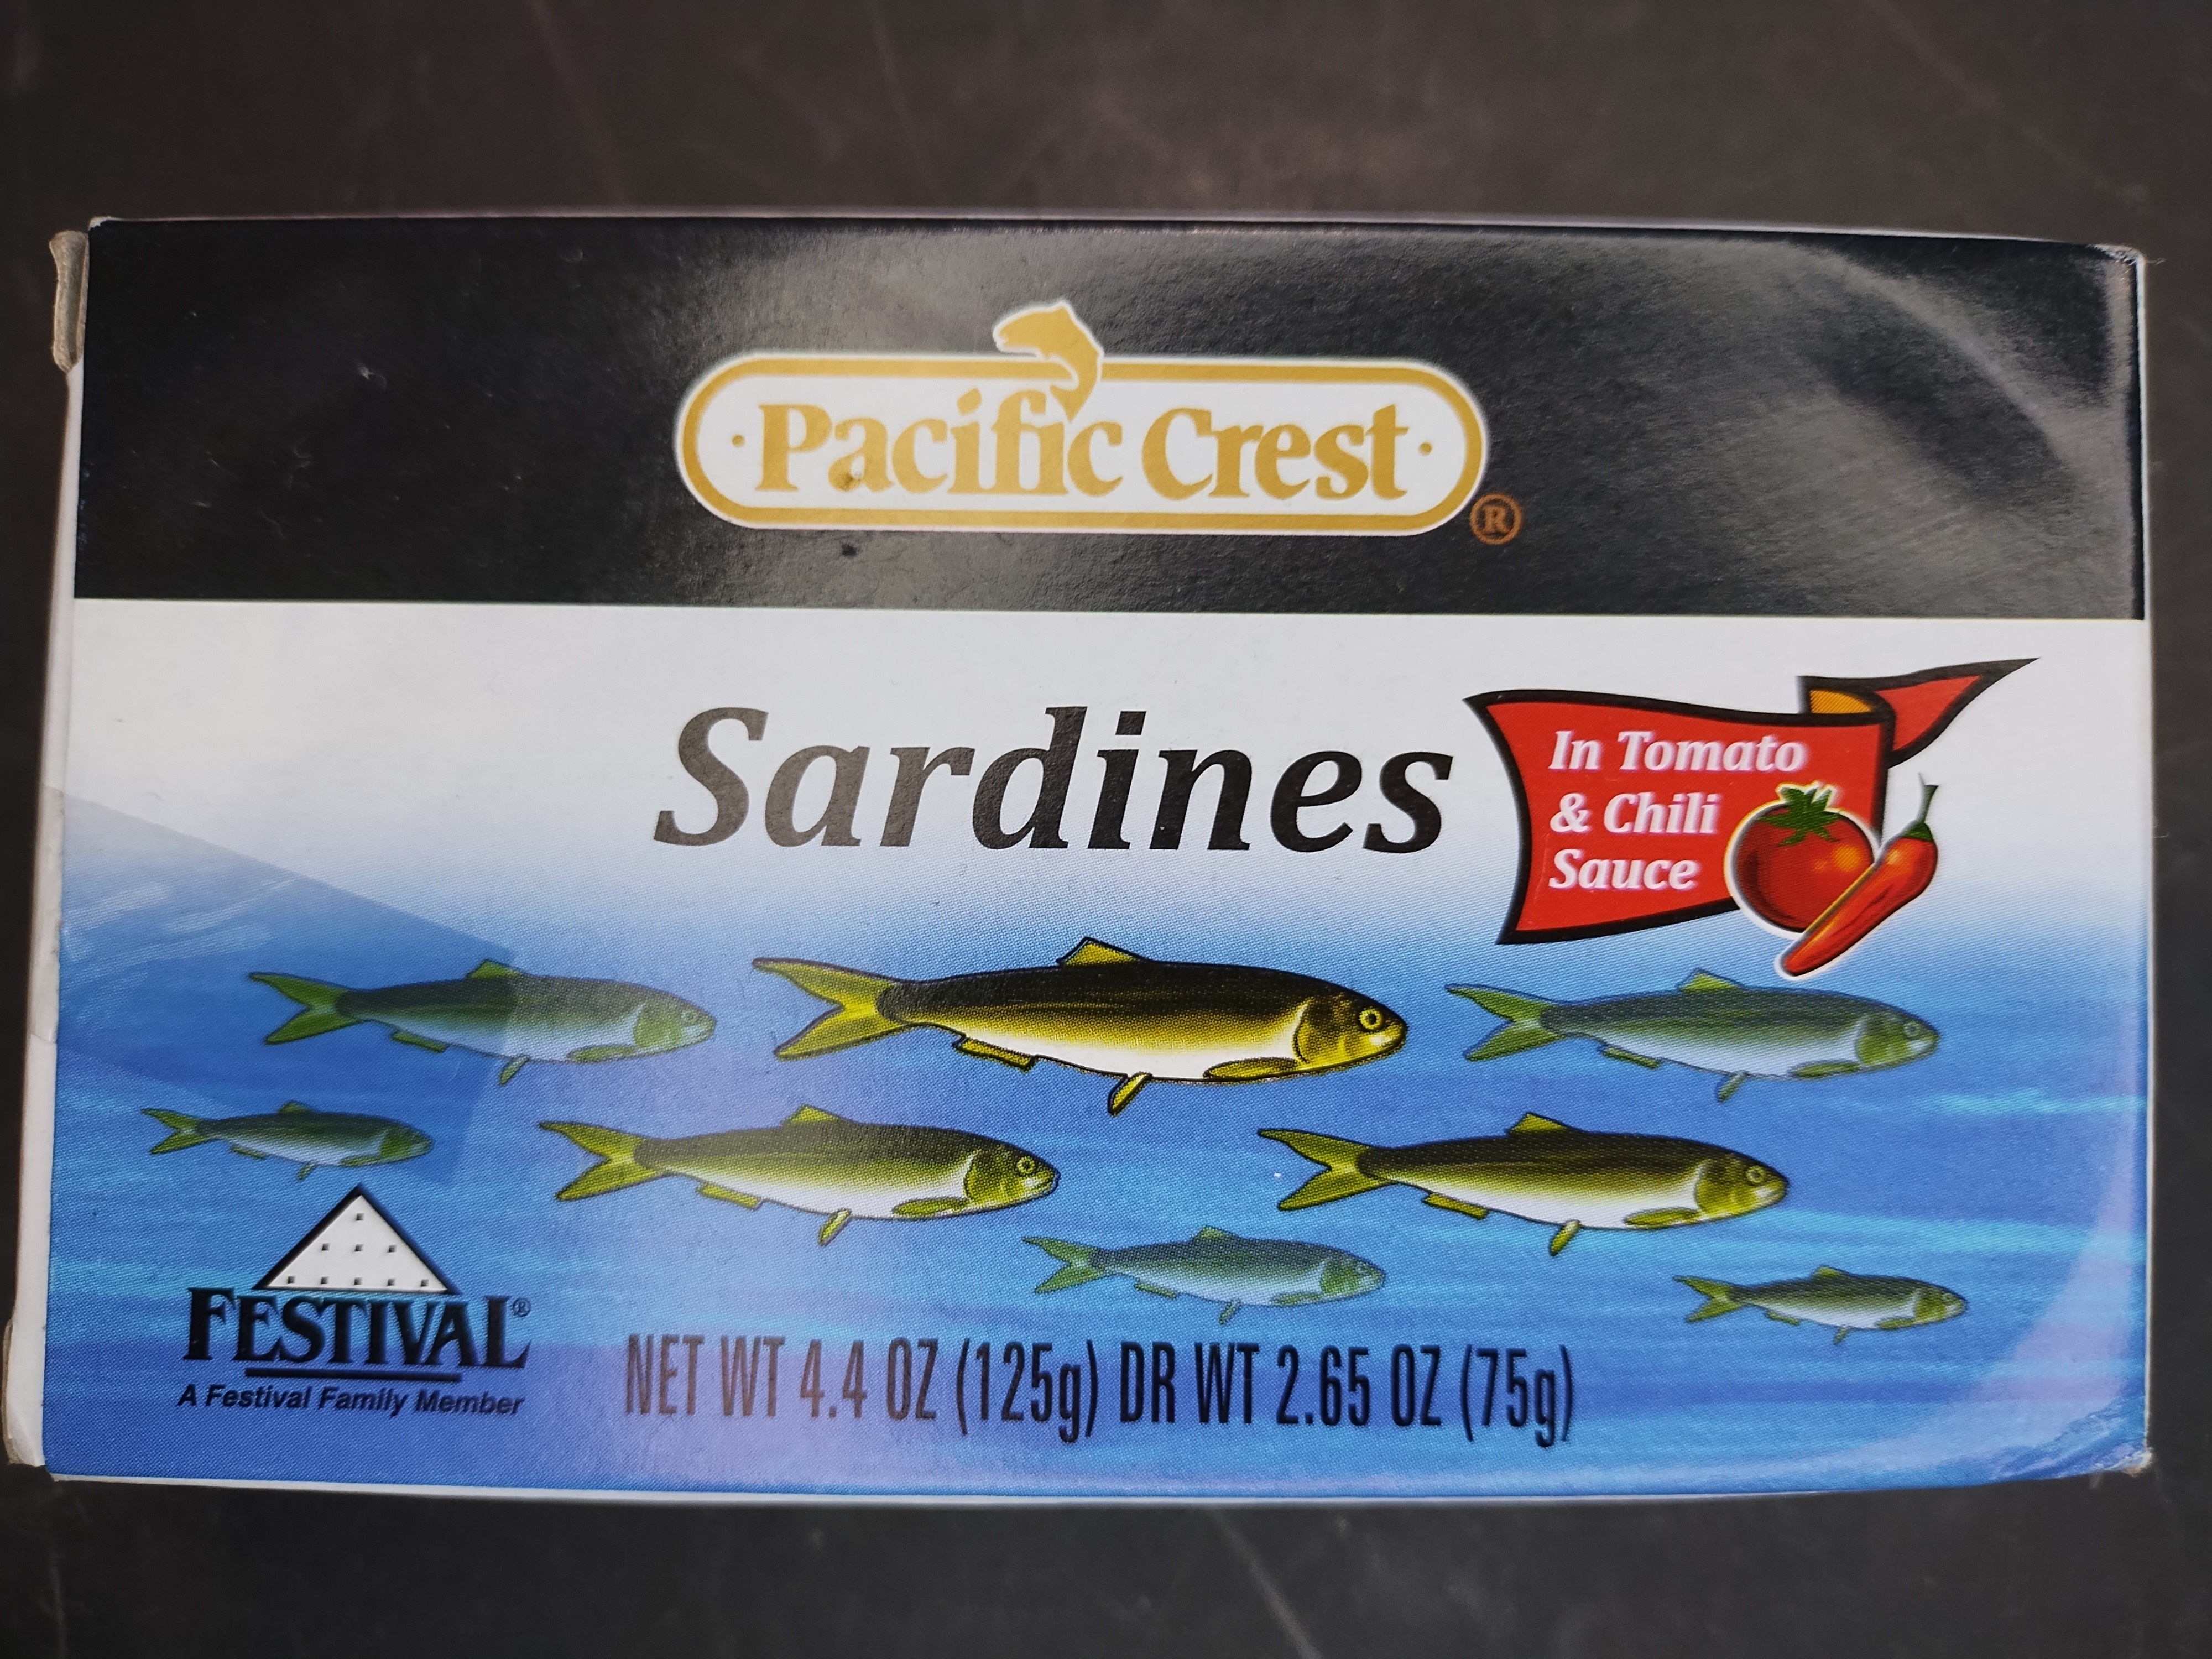 ·Pacific Crest·
®
Sardines
In Tomato
& Chili
Sauce
FESTIVAL®
A Festival Family Member
NET WT 4.4 OZ (125g) DR WT 2.65 OZ (75g)